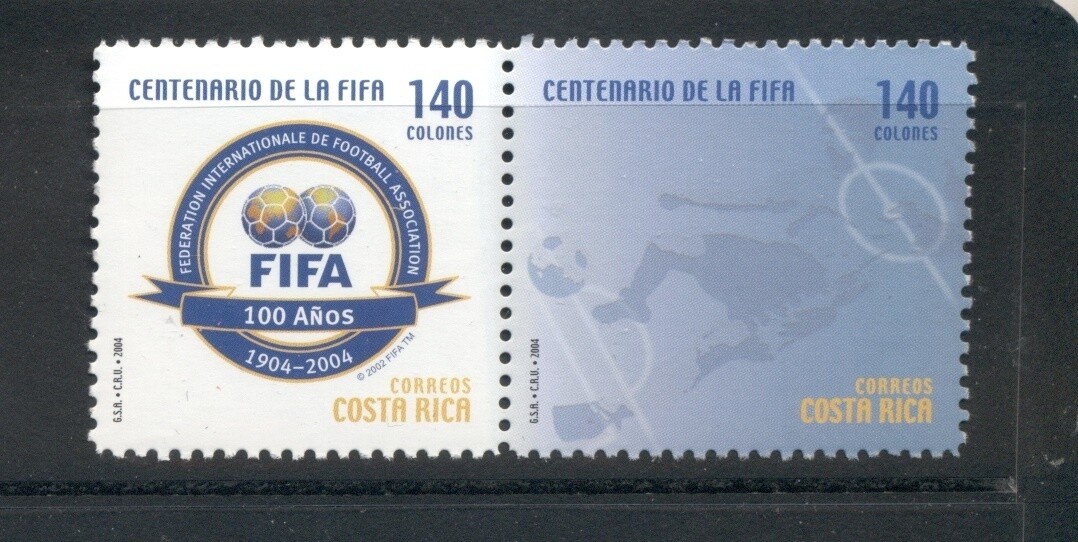 CENTENARIO DE LA FIFA
140
COLONES
FEDERATION INTERNATIONALE DE FOOTBALL ASSOCIATION
FIFA
100 AÑOS
1904-2004
© 2002 FIFA TM
G.S.A. • C.R.U. • 2004
CORREOS
COSTA RICA
CENTENARIO DE LA FIFA
140
COLONES
G.S.A. • C.R.U. • 2004
CORREOS
COSTA RICA